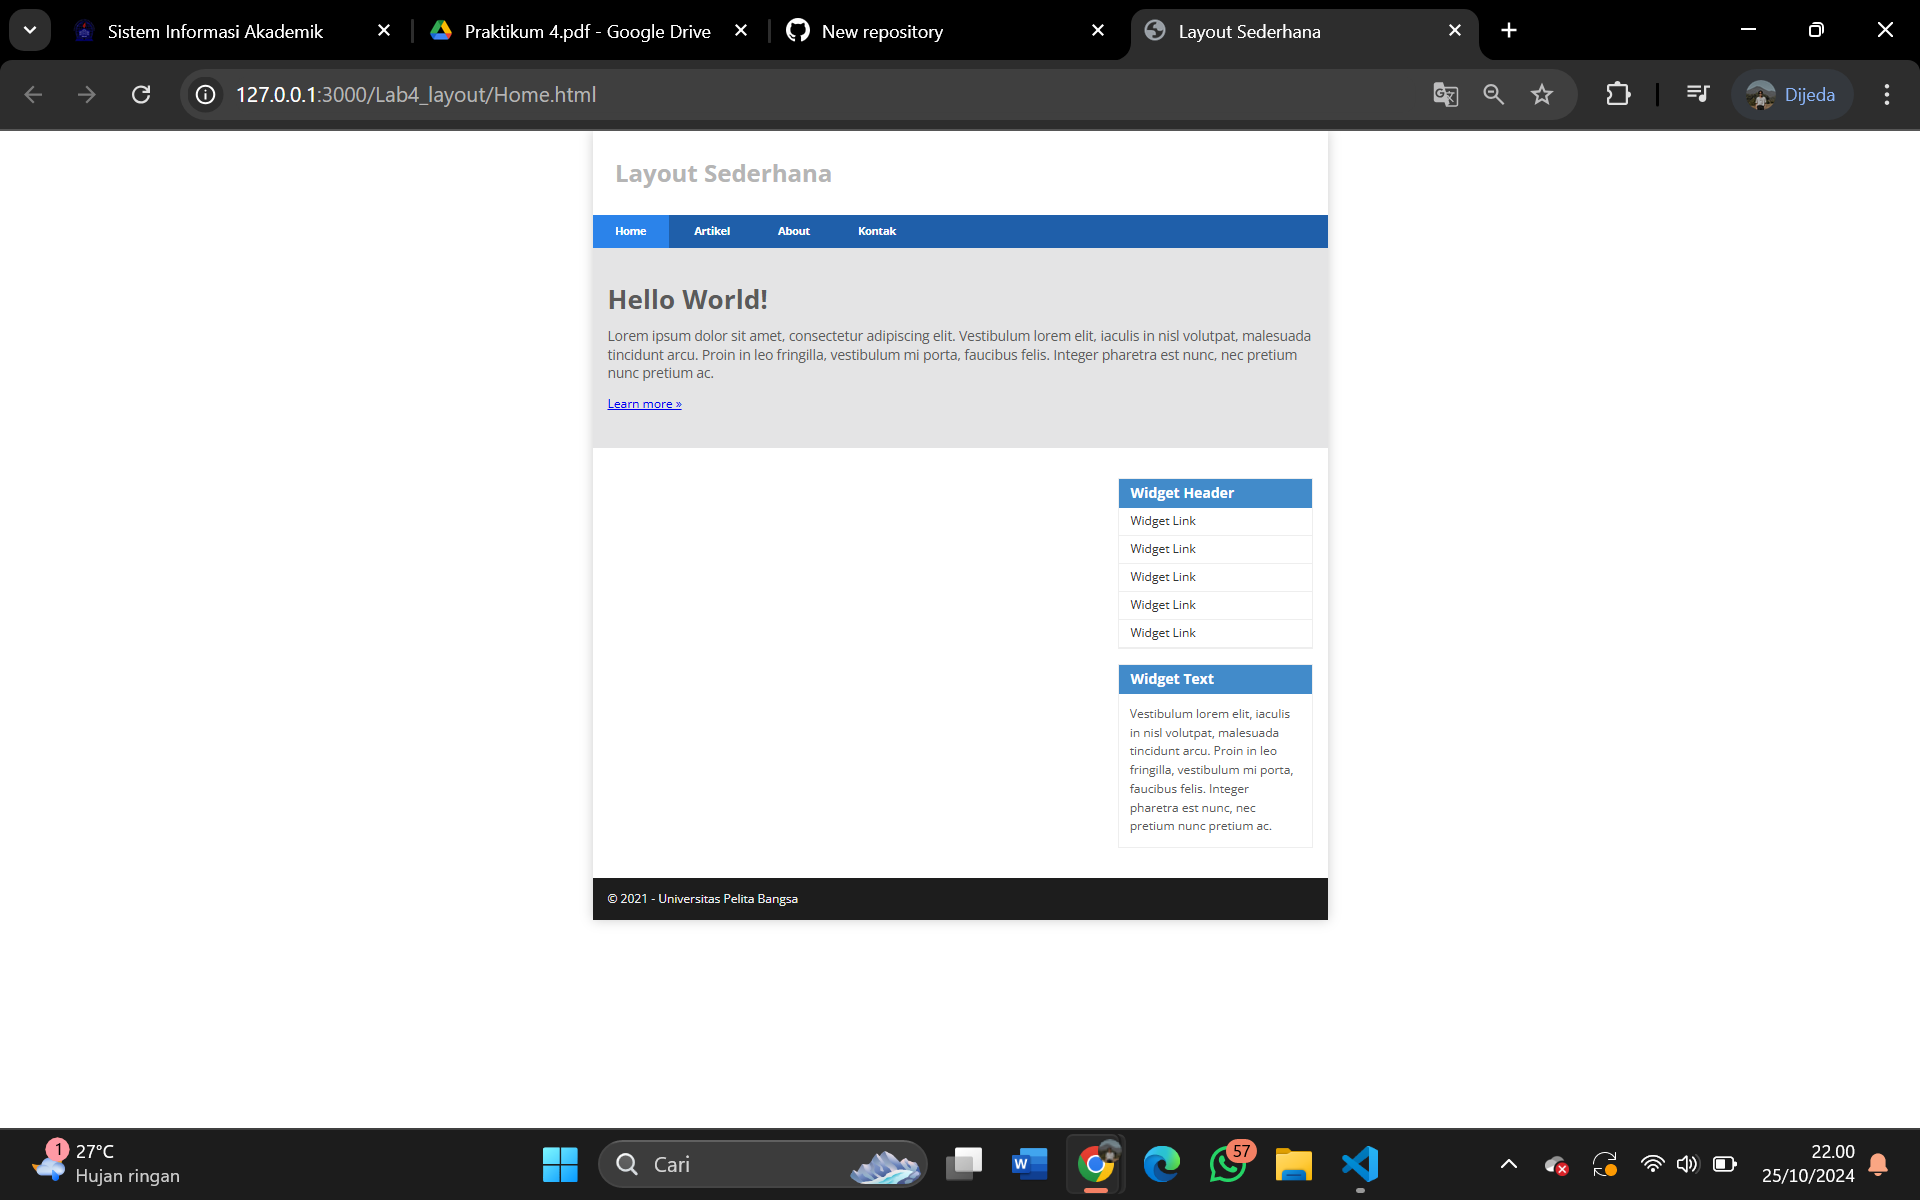 Sistem Informasi Akademik
Praktikum 4.pdf - Google Drive
New repository
Layout Sederhana
127.0.0.1:3000/Lab4_layout/Home.html
Dijeda
Layout Sederhana
Home Artikel About Kontak
Hello World!
Lorem ipsum dolor sit amet, consectetur adipiscing elit. Vestibulum lorem elit, iaculis in nisl volutpat, malesuada
tincidunt arcu. Proin in leo fringilla, vestibulum mi porta, faucibus felis. Integer pharetra est nunc, nec pretium
nunc pretium ac.
Learn more »
Widget Header
Widget Link
Widget Link
Widget Link
Widget Link
Widget Link
Widget Text
Vestibulum lorem elit, iaculis
in nisl volutpat, malesuada
tincidunt arcu. Proin in leo
fringilla, vestibulum mi porta,
faucibus felis. Integer
pharetra est nunc, nec
pretium nunc pretium ac.
© 2021 - Universitas Pelita Bangsa
1
27°C
Hujan ringan
Cari
W
57
22.00
25/10/2024